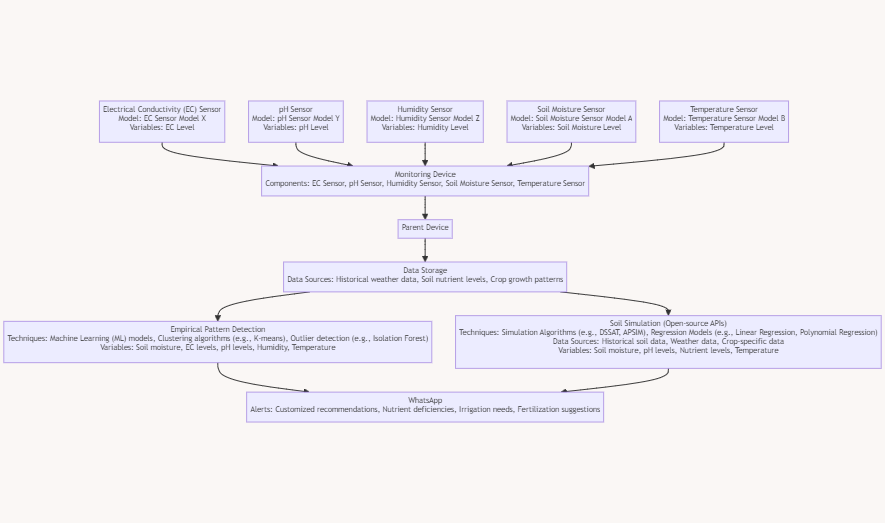 Electrical Conductivity (EC) Sensor
Model: EC Sensor Model X
Variables: EC Level
pH Sensor
Model: pH Sensor Model Y
Variables: pH Level
Humidity Sensor
Model: Humidity Sensor Model Z
Variables: Humidity Level
Soil Moisture Sensor
Model: Soil Moisture Sensor Model A
Variables: Soil Moisture Level
Temperature Sensor
Model: Temperature Sensor Model B
Variables: Temperature Level
Monitoring Device
Components: EC Sensor, pH Sensor, Humidity Sensor, Soil Moisture Sensor, Temperature Sensor
Parent Device
Data Storage
Data Sources: Historical weather data, Soil nutrient levels, Crop growth patterns
Empirical Pattern Detection
Techniques: Machine Learning (ML) models, Clustering algorithms (e.g., K-means), Outlier detection (e.g., Isolation Forest)
Variables: Soil moisture, EC levels, pH levels, Humidity, Temperature
Soil Simulation (Open-source APIs)
Techniques: Simulation Algorithms (e.g., DSSAT, APSIM), Regression Models (e.g., Linear Regression, Polynomial Regression)
Data Sources: Historical soil data, Weather data, Crop-specific data
Variables: Soil moisture, pH levels, Nutrient levels, Temperature
WhatsApp
Alerts: Customized recommendations, Nutrient deficiencies, Irrigation needs, Fertilization suggestions